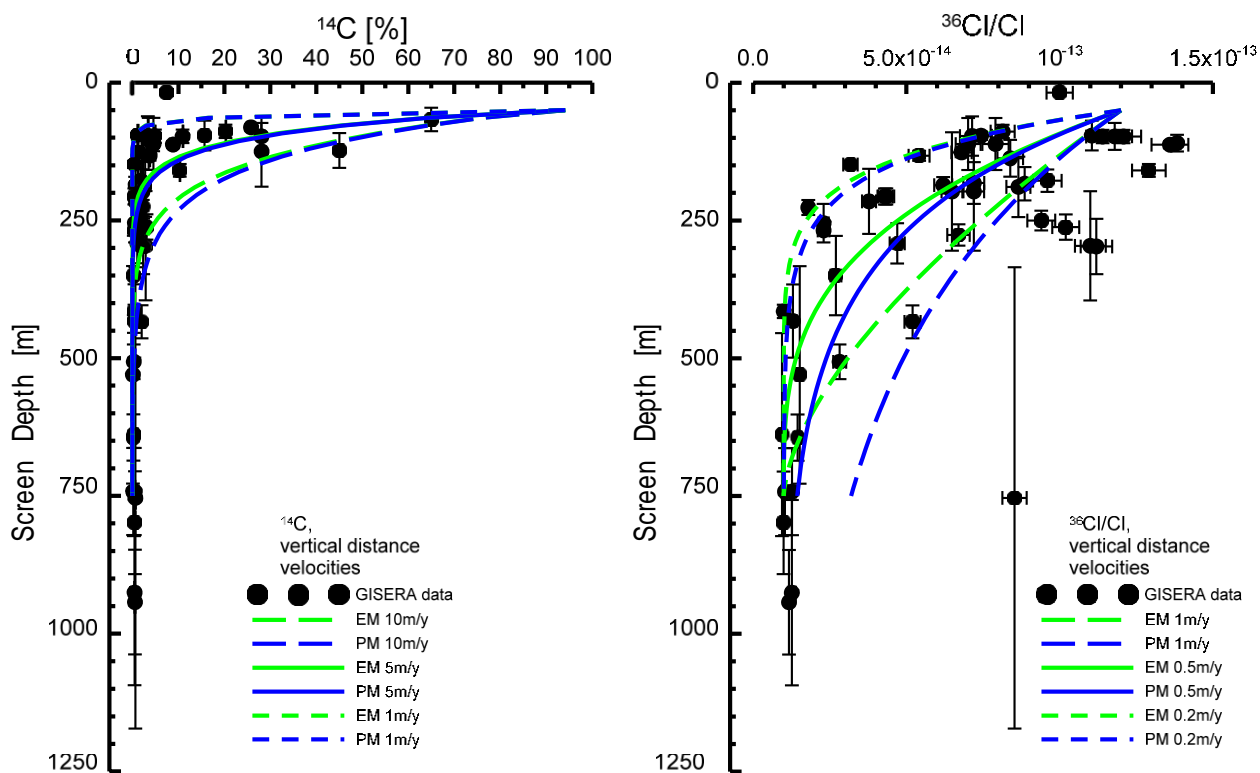 ¹⁴C [%]
0 10 20 30 40 50 60 70 80 90 100
0
250
500
750
1000
1250
Screen Depth [m]
¹⁴C,
vertical distance
velocities
GISERA data
EM 10m/y
PM 10m/y
EM 5m/y
PM 5m/y
EM 1m/y
PM 1m/y
³⁶Cl/Cl
0.0 5.0x10⁻¹⁴ 10⁻¹³ 1.5x10⁻¹³
0
250
500
750
1000
1250
Screen Depth [m]
³⁶Cl/Cl,
vertical distance
velocities
GISERA data
EM 1m/y
PM 1m/y
EM 0.5m/y
PM 0.5m/y
EM 0.2m/y
PM 0.2m/y